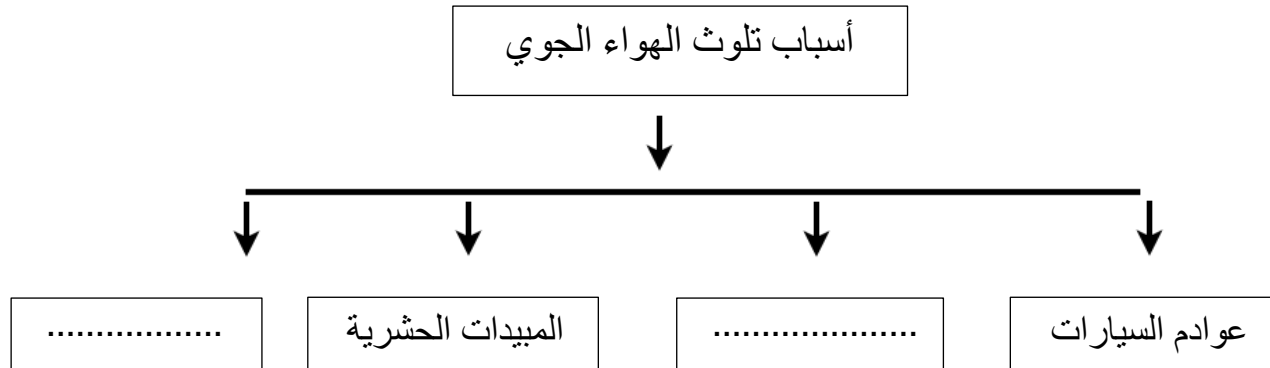 أسباب تلوث الهواء الجوي
عوادم السيارات
.....................
المبيدات الحشرية
..................